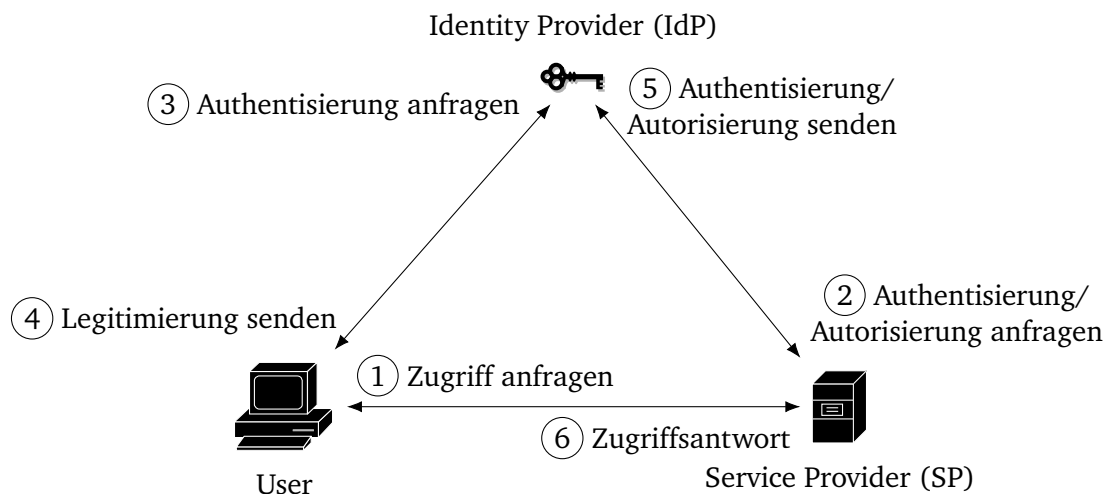 Identity Provider (IdP)
3 Authentisierung anfragen
5 Authentisierung/
Autorisierung senden
4 Legitimierung senden
2 Authentisierung/
Autorisierung anfragen
1 Zugriff anfragen
6 Zugriffsantwort
User
Service Provider (SP)